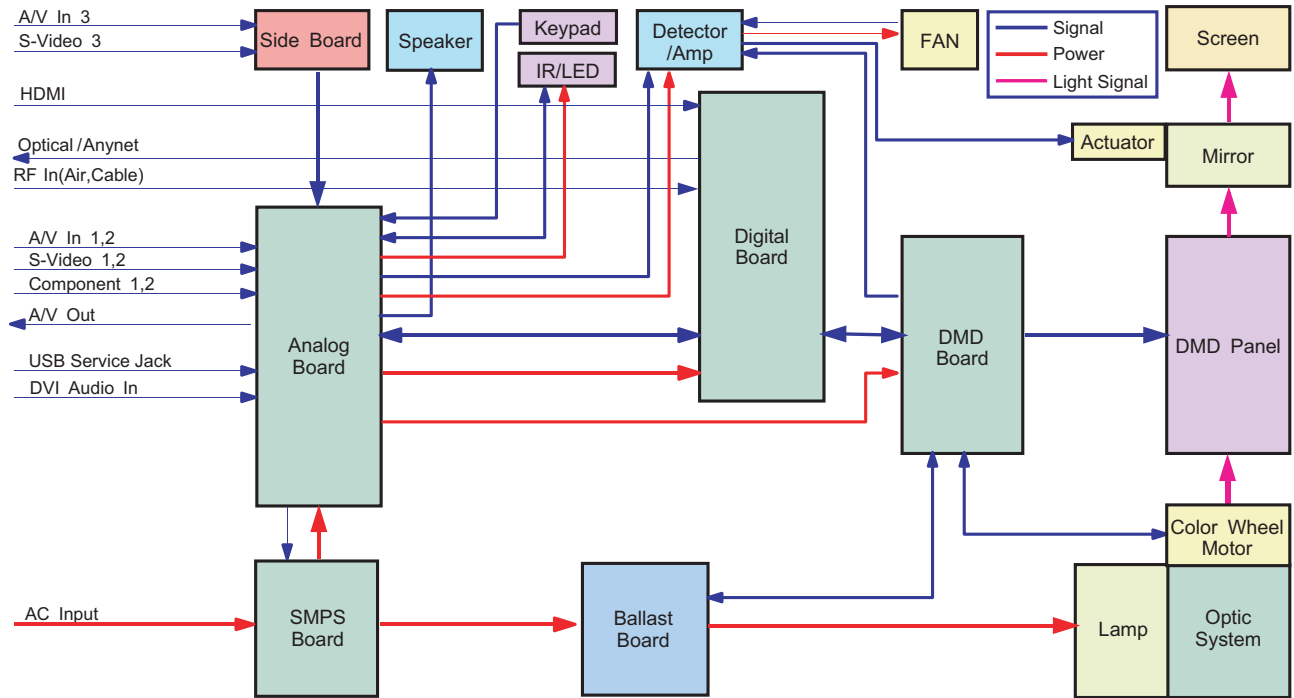 A/V In 3
S-Video 3
Side Board
Speaker
Keypad
IR/LED
Detector
/Amp
FAN
Signal
Power
Light Signal
Screen
HDMI
Optical /Anynet
RF In(Air,Cable)
Actuator
Mirror
A/V In 1,2
S-Video 1,2
Component 1,2
A/V Out
USB Service Jack
DVI Audio In
Analog
Board
Digital
Board
DMD
Board
DMD Panel
Color Wheel
Motor
AC Input
SMPS
Board
Ballast
Board
Lamp
Optic
System